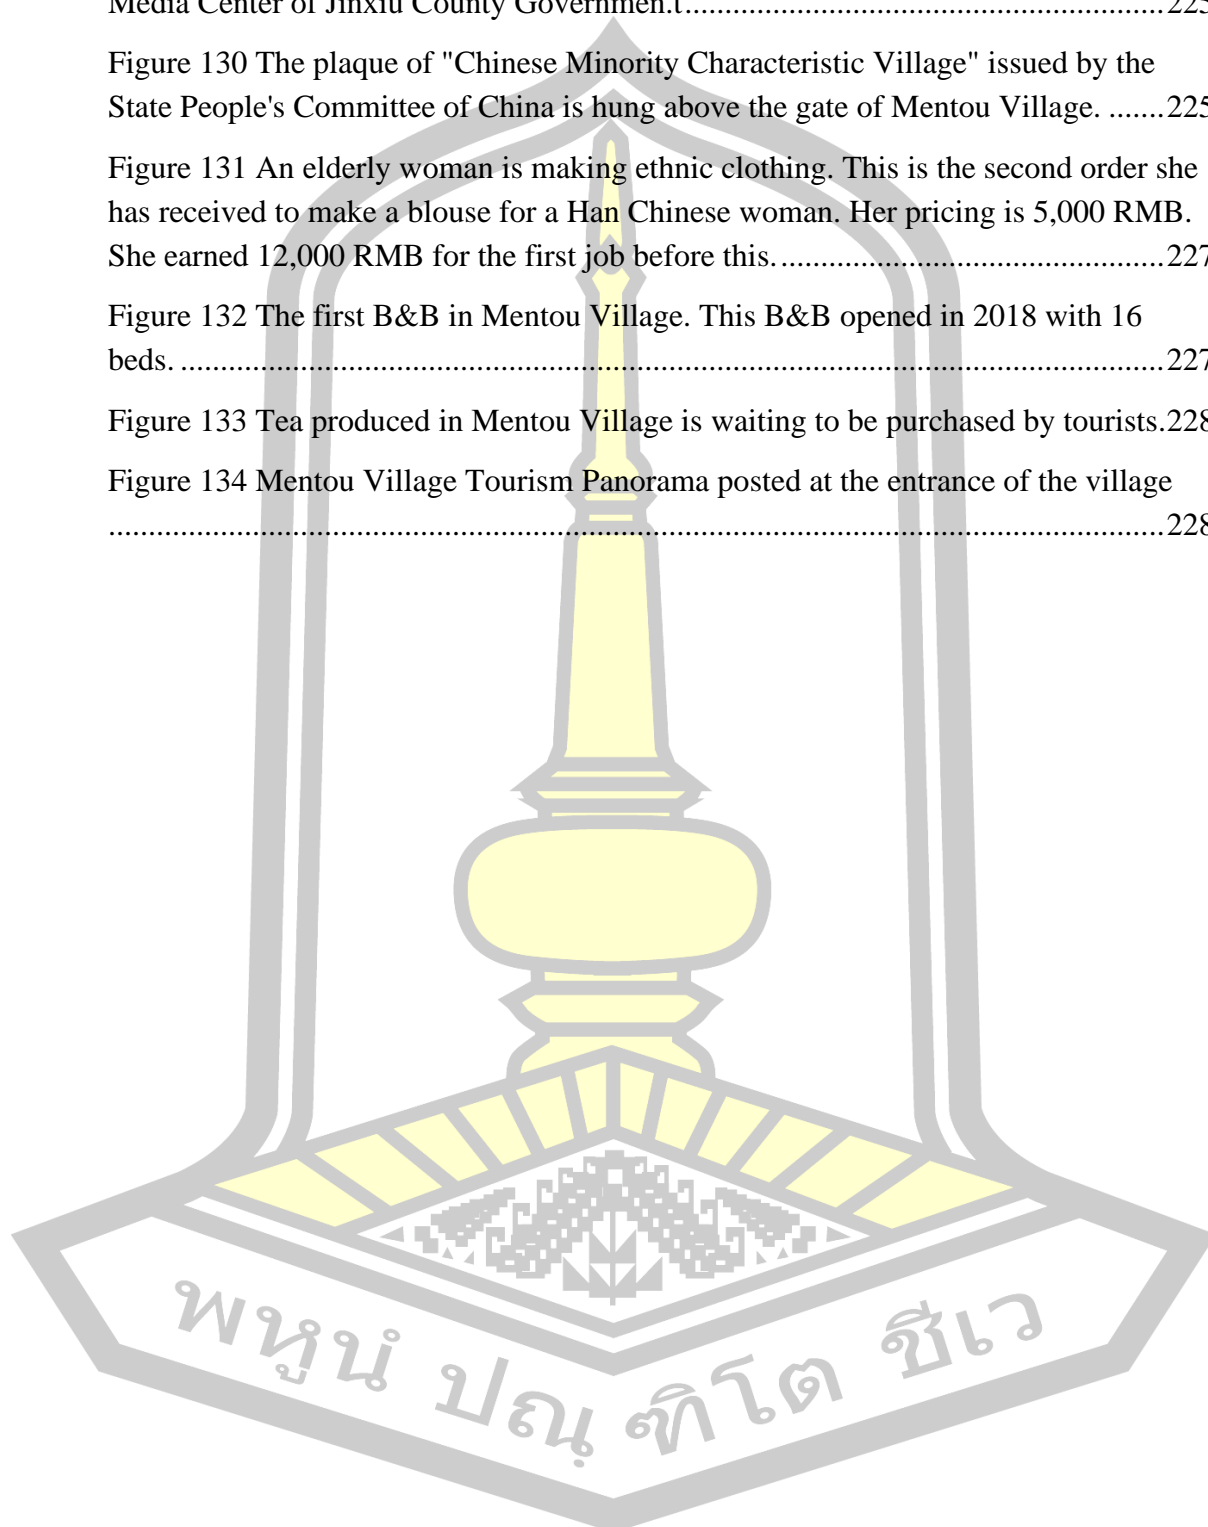 Media Center of Jinxiu County Governmen.t............................................................225
Figure 130 The plaque of "Chinese Minority Characteristic Village" issued by the
State People's Committee of China is hung above the gate of Mentou Village. .......225
Figure 131 An elderly woman is making ethnic clothing. This is the second order she
has received to make a blouse for a Han Chinese woman. Her pricing is 5,000 RMB.
She earned 12,000 RMB for the first job before this.................................................227
Figure 132 The first B&B in Mentou Village. This B&B opened in 2018 with 16
beds. ..........................................................................................................................227
Figure 133 Tea produced in Mentou Village is waiting to be purchased by tourists.228
Figure 134 Mentou Village Tourism Panorama posted at the entrance of the village
...................................................................................................................................228
พหูนํ ปณฺฑิโต ชีเว